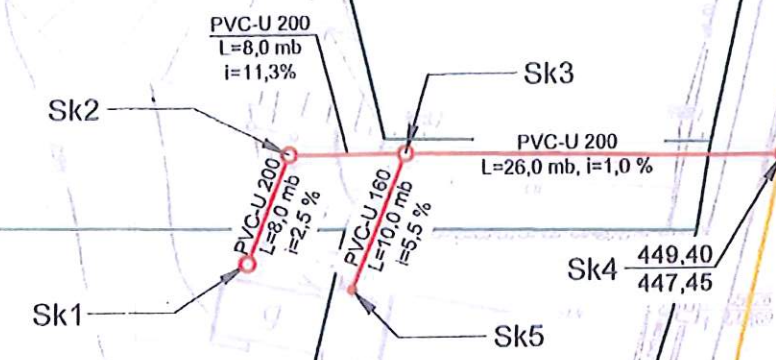 PVC-U 200
L=8,0 mb
i=11,3%
Sk3
Sk2
PVC-U 200
L=26,0 mb, i=1,0 %
PVC-U 200
L=8,0 mb
i=2,5 %
PVC-U 160
L=10,0 mb
i=5,5 %
Sk4
449,40
447,45
Sk1
Sk5